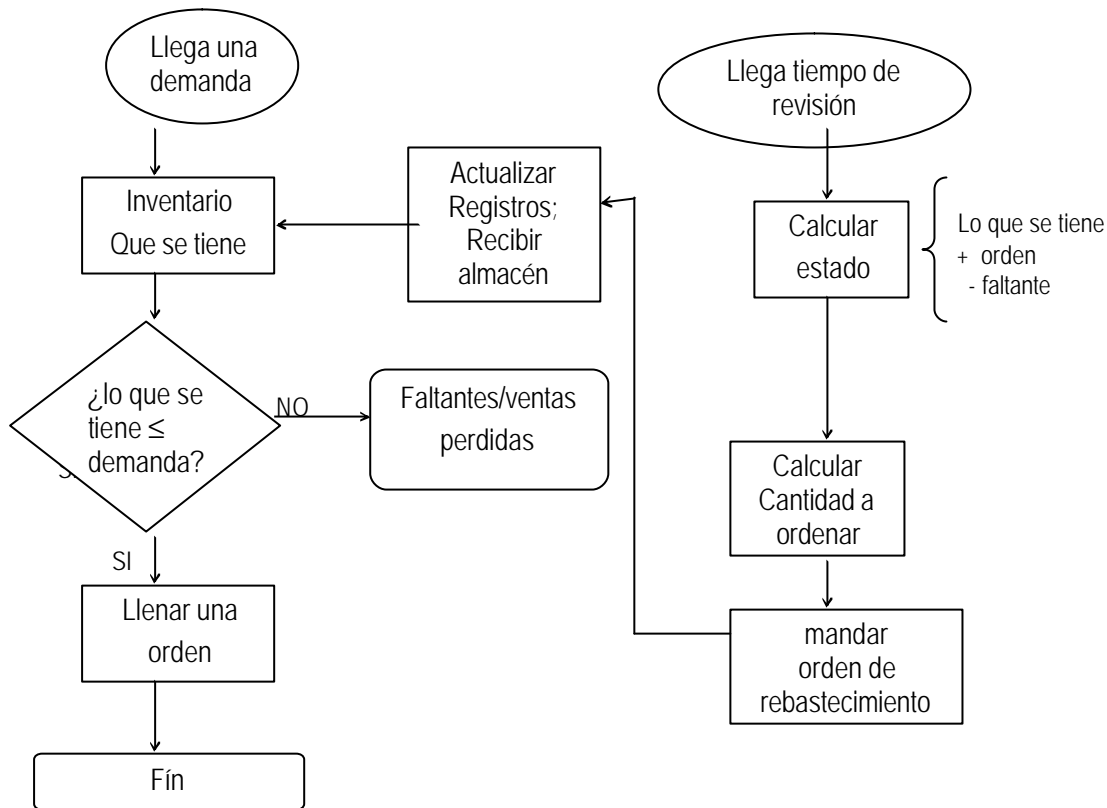 Llega una
demanda
Inventario
Que se tiene
¿lo que se
tiene ≤
demanda?
NO
Faltantes/ventas
perdidas
S
SI
Llenar una
orden
Fín
Actualizar
Registros;
Recibir
almacén
Llega tiempo de
revisión
Calcular
estado
Lo que se tiene
+ orden
- faltante
Calcular
Cantidad a
ordenar
mandar
orden de
rebastecimiento